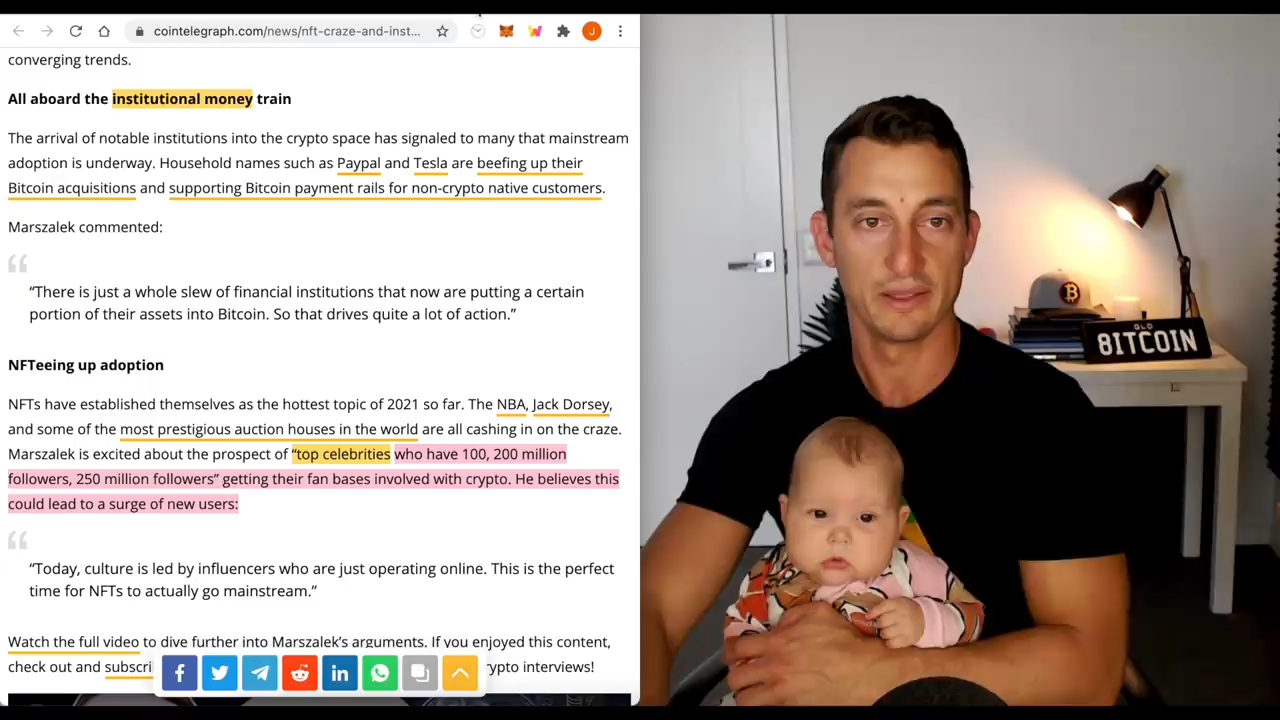 cointelegraph.com/news/nft-craze-and-inst...
J
converging trends.
All aboard the institutional money train
The arrival of notable institutions into the crypto space has signaled to many that mainstream
adoption is underway. Household names such as Paypal and Tesla are beefing up their
Bitcoin acquisitions and supporting Bitcoin payment rails for non-crypto native customers.
Marszalek commented:
“There is just a whole slew of financial institutions that now are putting a certain
portion of their assets into Bitcoin. So that drives quite a lot of action.”
NFTeeing up adoption
NFTs have established themselves as the hottest topic of 2021 so far. The NBA, Jack Dorsey,
and some of the most prestigious auction houses in the world are all cashing in on the craze.
Marszalek is excited about the prospect of “top celebrities who have 100, 200 million
followers, 250 million followers” getting their fan bases involved with crypto. He believes this
could lead to a surge of new users:
“Today, culture is led by influencers who are just operating online. This is the perfect
time for NFTs to actually go mainstream.”
Watch the full video to dive further into Marszalek’s arguments. If you enjoyed this content,
check out and subscri rypto interviews!
QLD
8ITCOIN